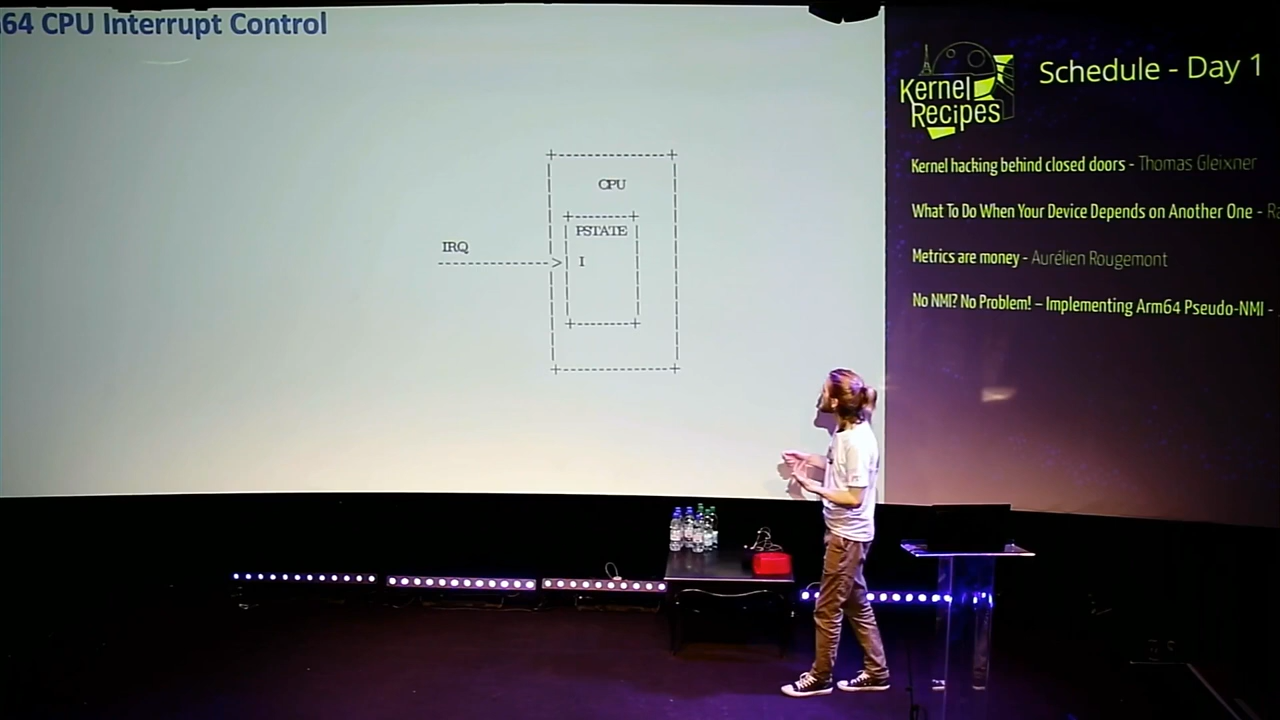 64 CPU Interrupt Control
CPU
PSTATE
IRQ
I
Kernel
Recipes
Schedule - Day 1
Kernel hacking behind closed doors - Thomas Gleixner
What To Do When Your Device Depends on Another One -
Metrics are money - Aurélien Rougemont
No NMI? No Problem! – Implementing Arm64 Pseudo-NMI -